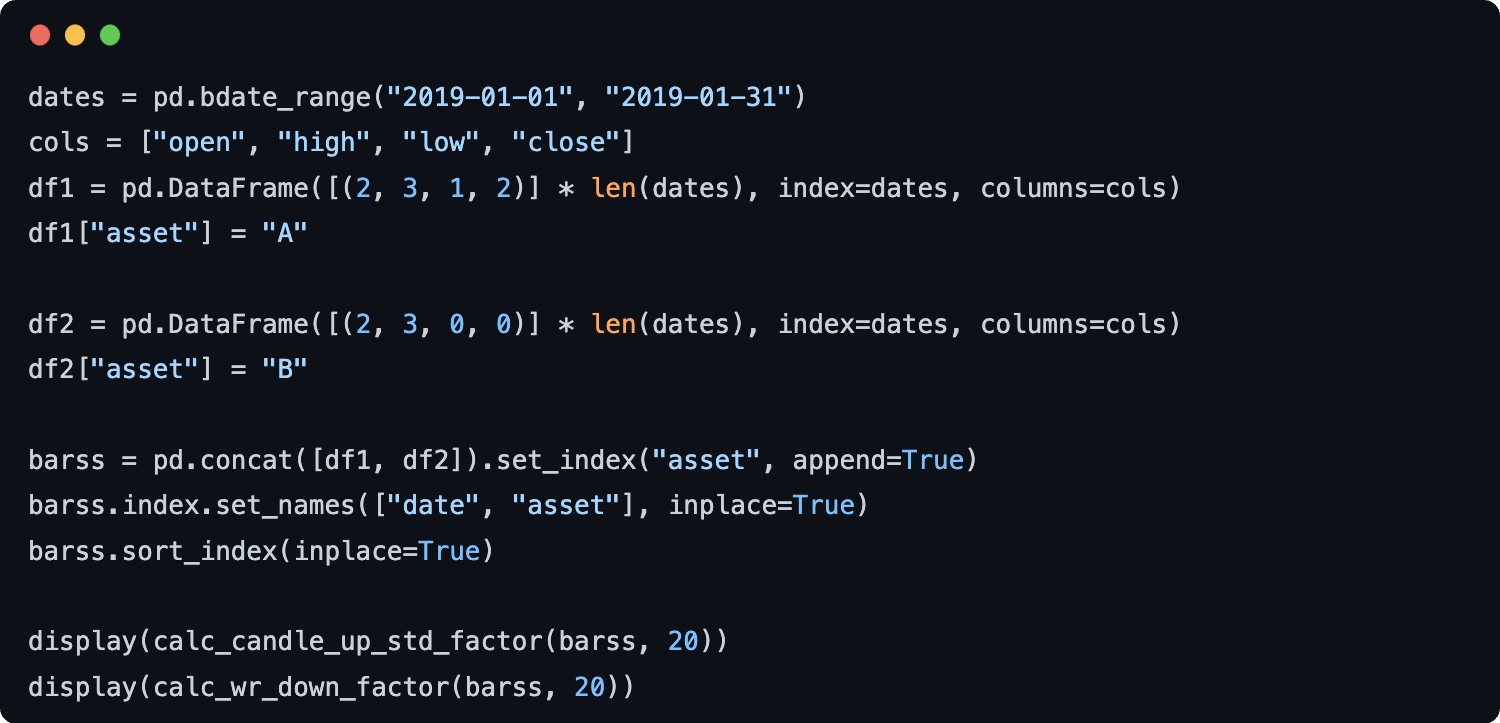 dates = pd.bdate_range("2019-01-01", "2019-01-31")
cols = ["open", "high", "low", "close"]
df1 = pd.DataFrame([(2, 3, 1, 2)] * len(dates), index=dates, columns=cols)
df1["asset"] = "A"
df2 = pd.DataFrame([(2, 3, 0, 0)] * len(dates), index=dates, columns=cols)
df2["asset"] = "B"
barss = pd.concat([df1, df2]).set_index("asset", append=True)
barss.index.set_names(["date", "asset"], inplace=True)
barss.sort_index(inplace=True)
display(calc_candle_up_std_factor(barss, 20))
display(calc_wr_down_factor(barss, 20))